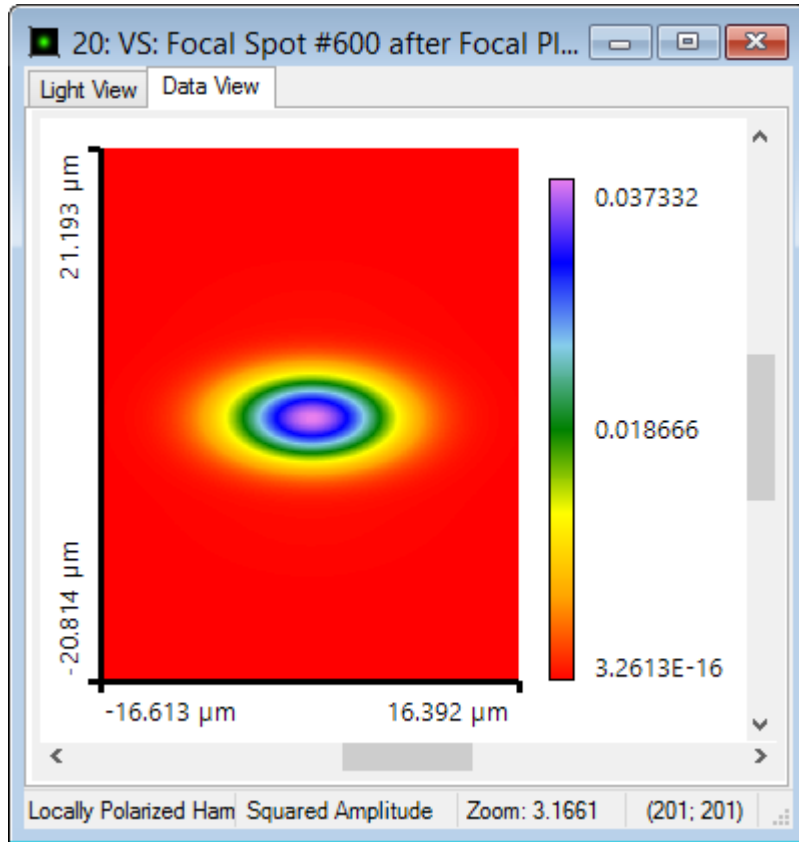 20: VS: Focal Spot #600 after Focal Pl...
Light View Data View
21.193 µm
-20.814 µm
-16.613 µm 16.392 µm
0.037332
0.018666
3.2613E-16
Locally Polarized Ham Squared Amplitude Zoom: 3.1661 (201; 201)